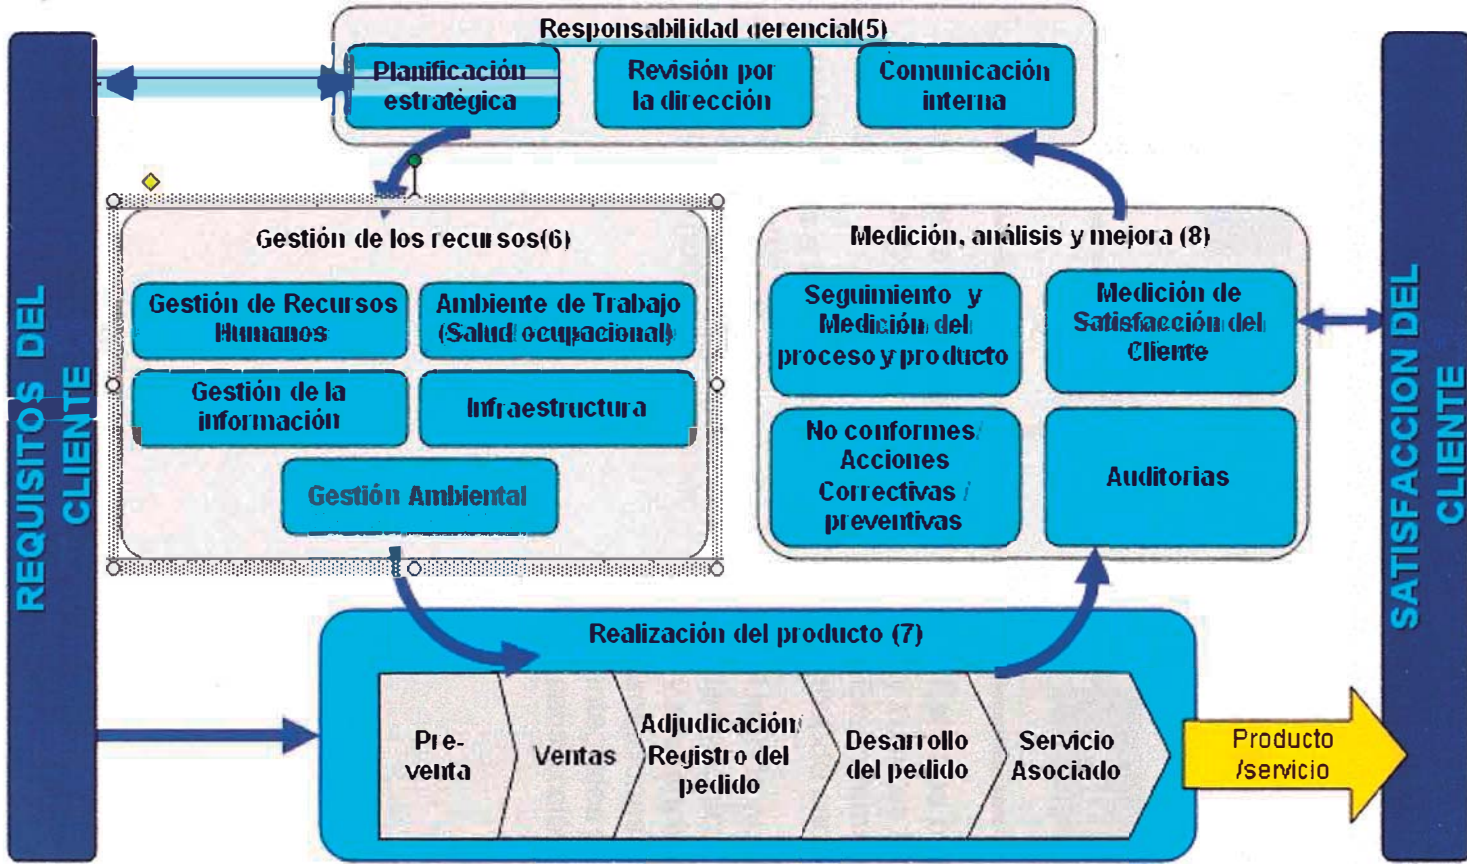 Responsabilidad gerencial(5)
Planificación
estratégica
Revisión por
la dirección
Comunicación
interna
REQUISITOS DEL
CLIENTE
Gestión de los recursos(6)
Gestión de Recursos
Humanos
Ambiente de Trabajo
(Salud ocupacional)
Gestión de la
información
Infraestructura
Gestión Ambiental
Medición, análisis y mejora (8)
Seguimiento y
Medición del
proceso y producto
Medición de
Satisfacción del
Cliente
No conformes/
Acciones
Correctivas /
preventivas
Auditorias
SATISFACCION DEL
CLIENTE
Realización del producto (7)
Pre-
venta
Ventas
Adjudicación/
Registro del
pedido
Desarrollo
del pedido
Servicio
Asociado
Producto
/servicio